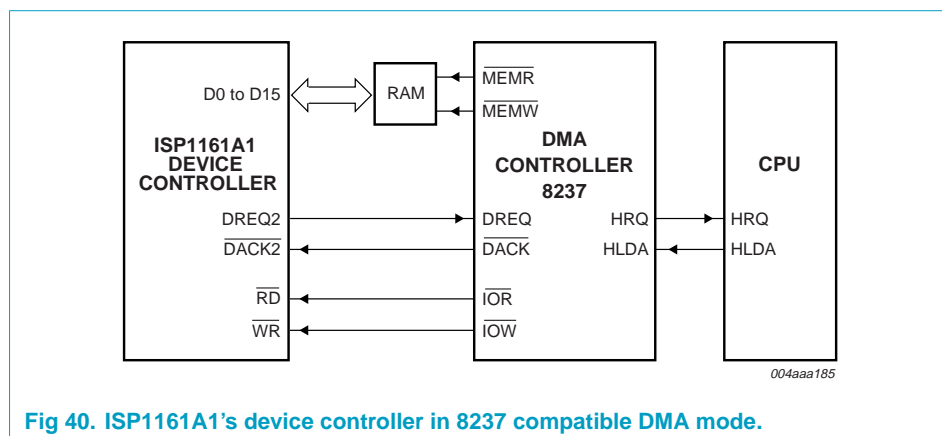 MEMR
D0 to D15
RAM
MEMW
ISP1161A1
DEVICE
CONTROLLER
DMA
CONTROLLER
8237
CPU
DREQ2
DREQ
HRQ
HRQ
DACK2
DACK
HLDA
HLDA
RD
IOR
WR
IOW
004aaa185
Fig 40. ISP1161A1's device controller in 8237 compatible DMA mode.